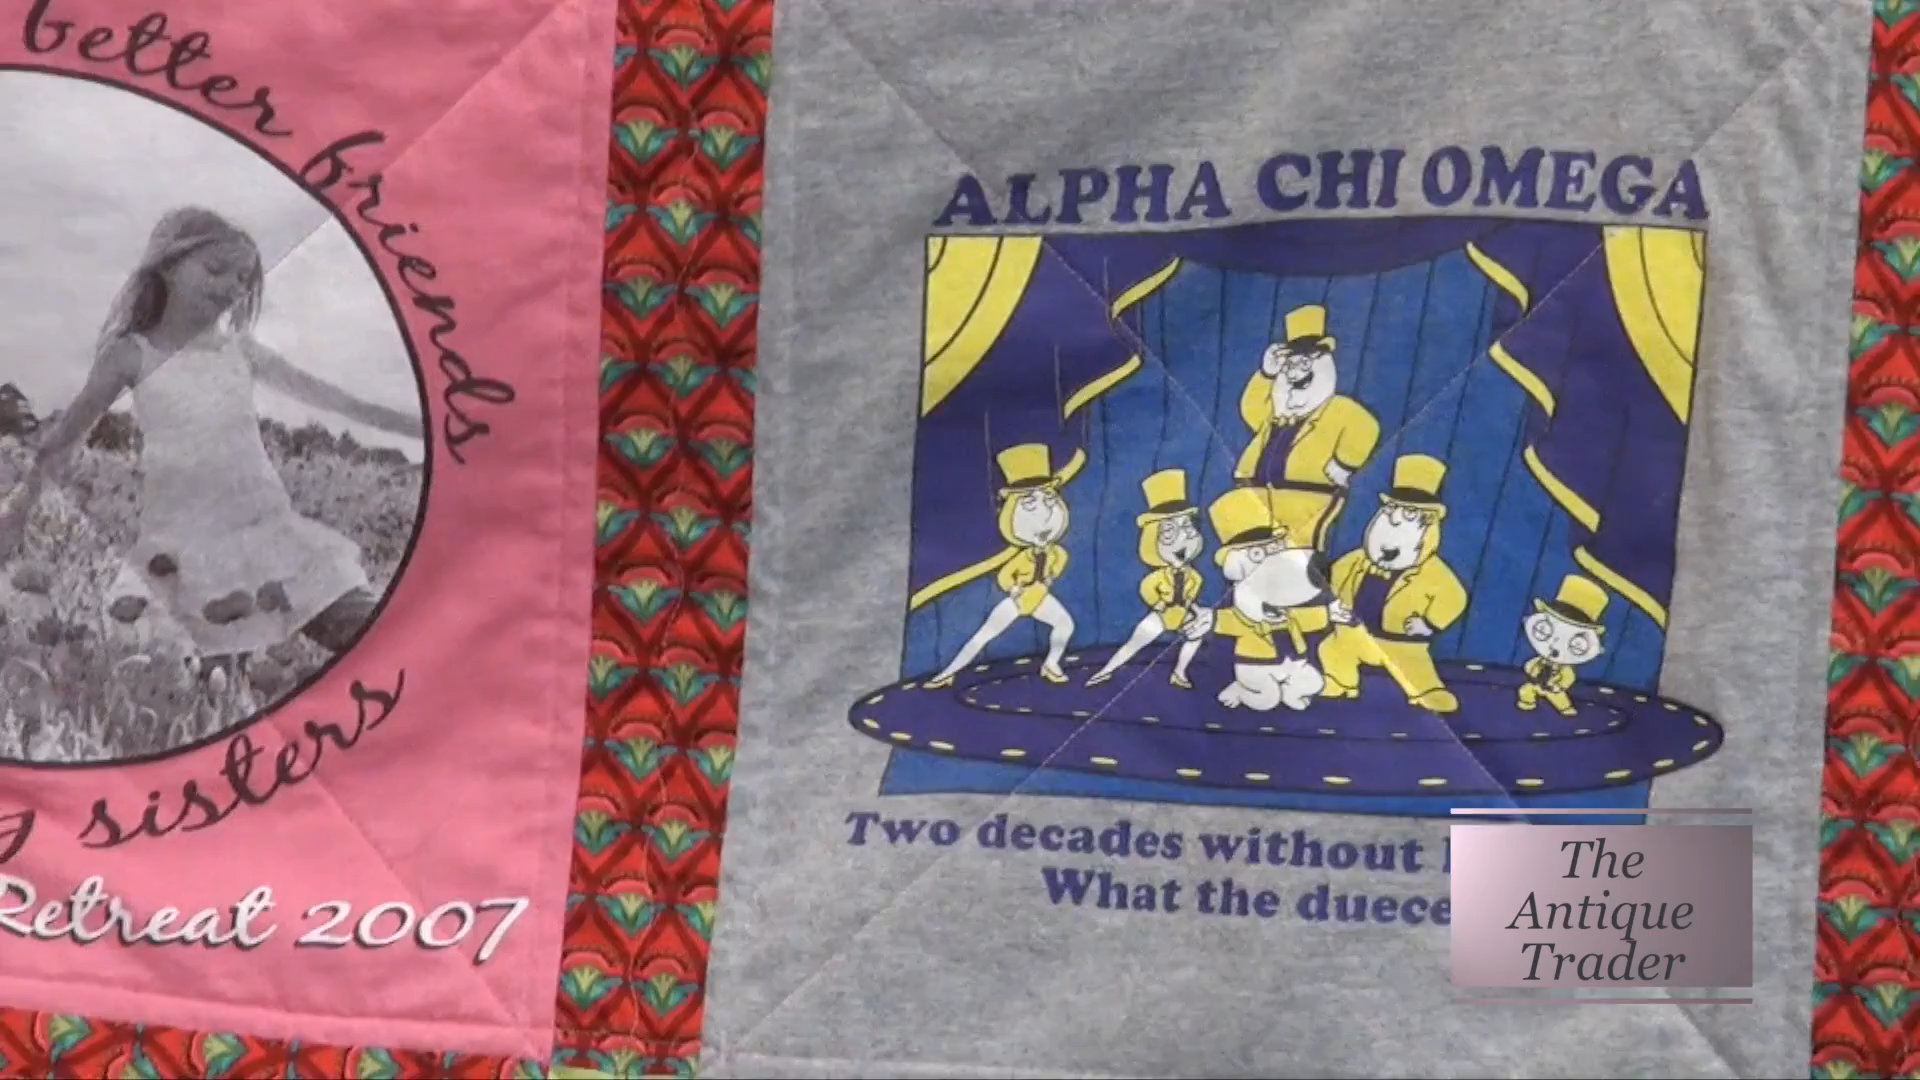 better friends
sisters
Retreat 2007
ALPHA CHI OMEGA
Two decades without
What the duece
The
Antique
Trader